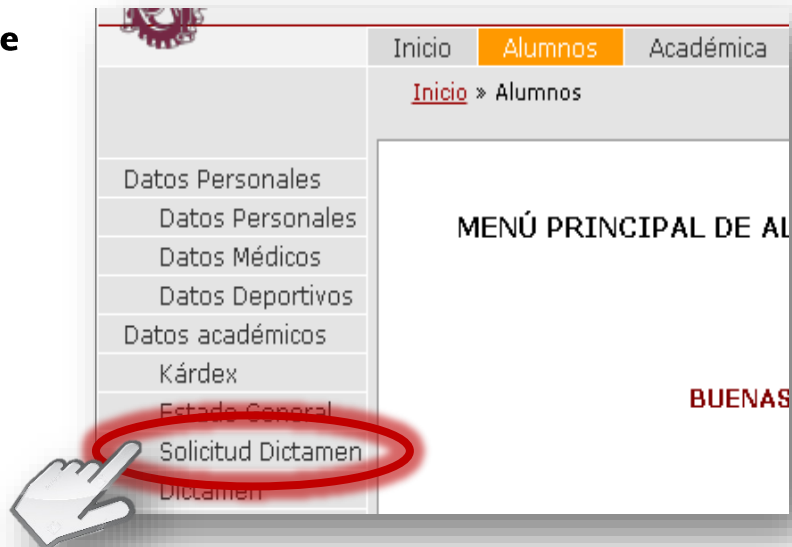 e
Inicio Alumnos Académica
Inicio » Alumnos
Datos Personales
Datos Personales
Datos Médicos
Datos Deportivos
Datos académicos
Kárdex
Estado General
Solicitud Dictamen
Dictamen
MENÚ PRINCIPAL DE AL
BUENAS